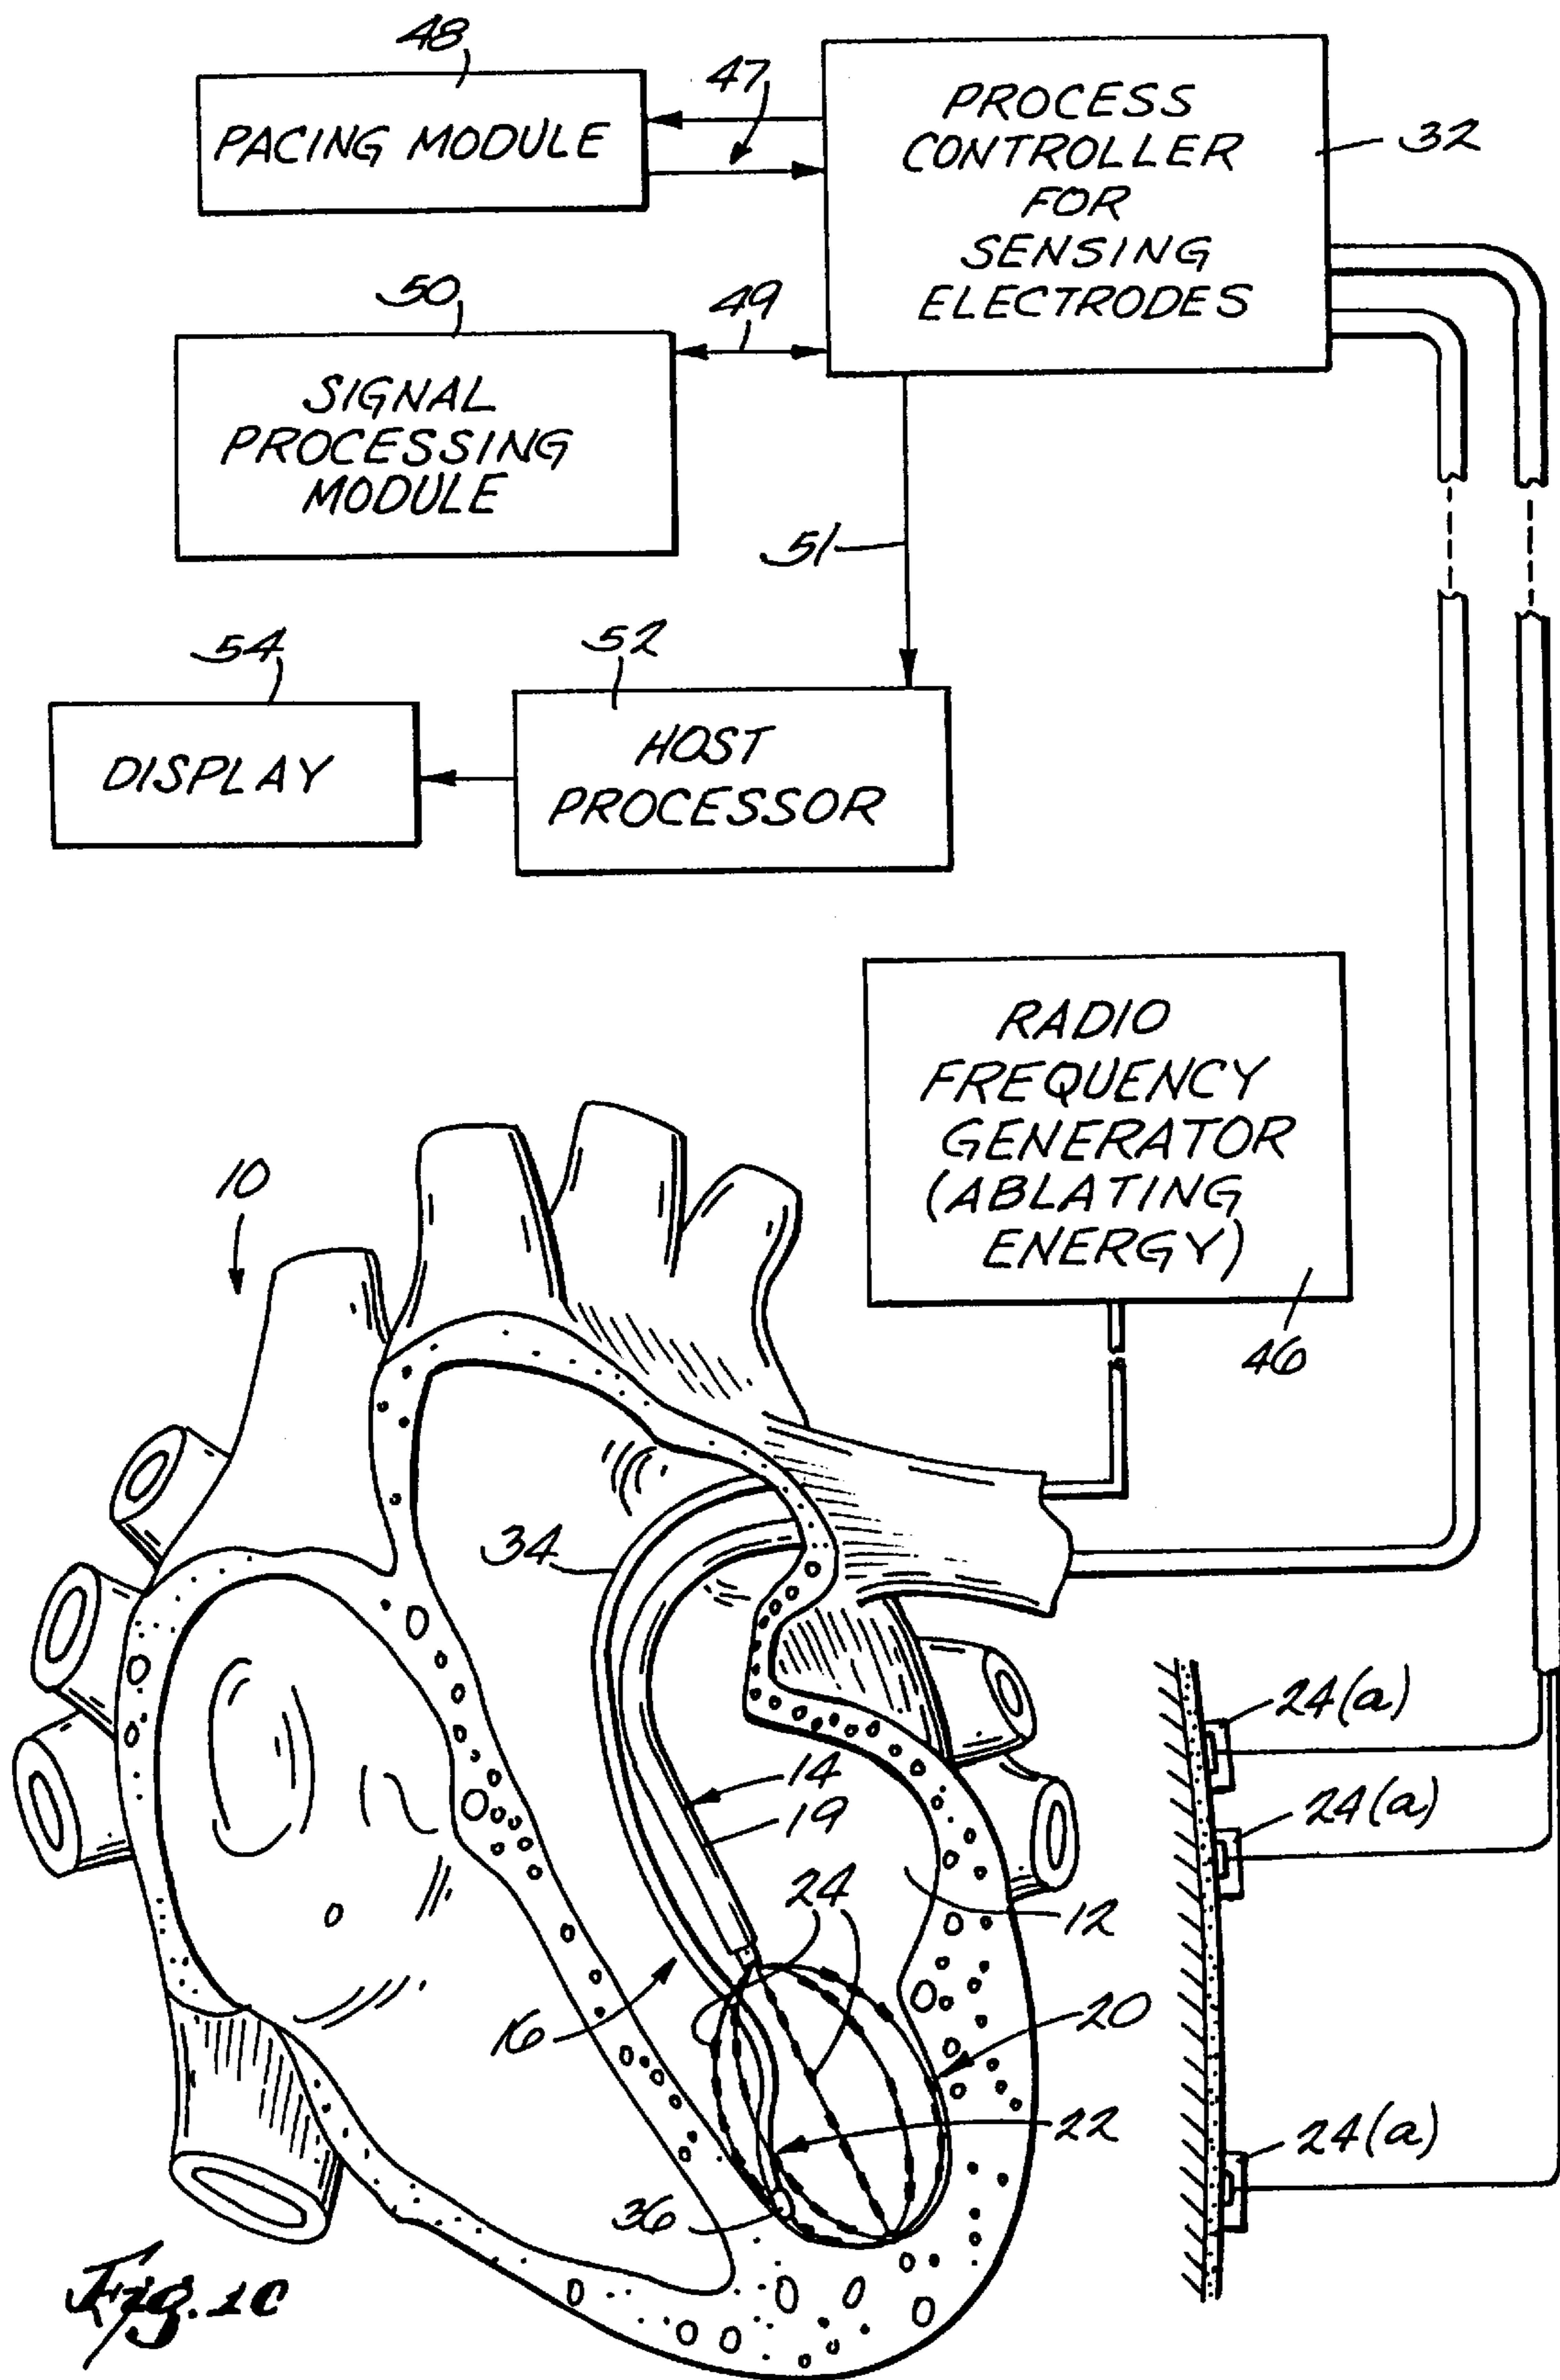 48
PACING MODULE
47
PROCESS
CONTROLLER
FOR
SENSING
ELECTRODES
32
50
SIGNAL
PROCESSING
MODULE
49
51
54
DISPLAY
52
HOST
PROCESSOR
RADIO
FREQUENCY
GENERATOR
(ABLATING
ENERGY)
46
10
34
14
19
24
12
16
20
22
36
24(a)
24(a)
24(a)
Fig. 1C